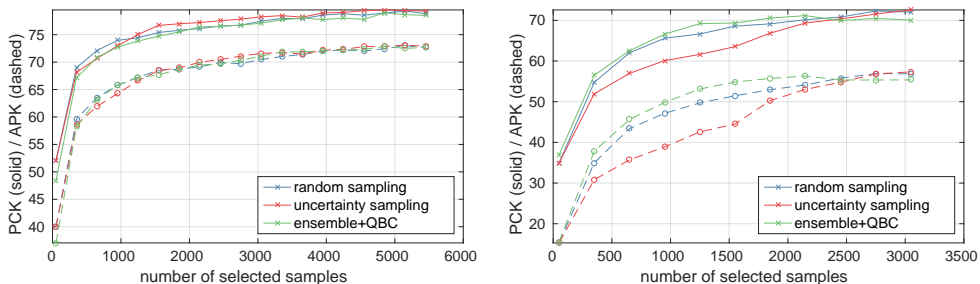 PCK (solid) / APK (dashed)
75
70
65
60
55
50
45
40
0
1000
2000
3000
4000
5000
6000
number of selected samples
random sampling
uncertainty sampling
ensemble+QBC
PCK (solid) / APK (dashed)
70
60
50
40
30
20
0
500
1000
1500
2000
2500
3000
3500
number of selected samples
random sampling
uncertainty sampling
ensemble+QBC